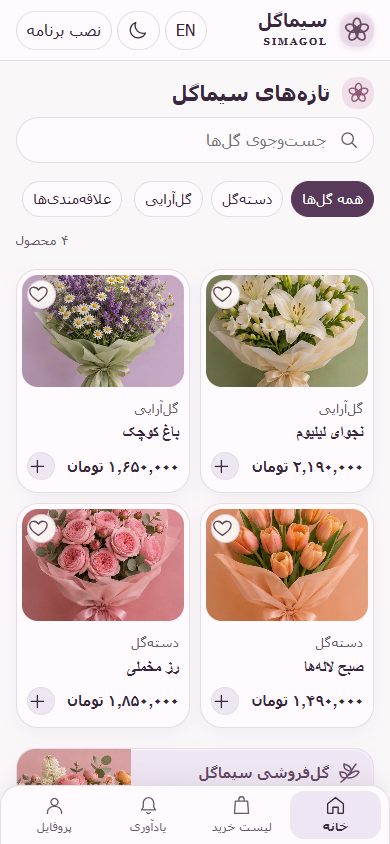 سیماگل
SIMAGOL
EN
نصب برنامه
تازه‌های سیماگل
جست‌وجوی گل‌ها
همه گل‌ها
دسته‌گل
گل‌آرایی
علاقه‌مندی‌ها
۴ محصول
گل‌آرایی
نجوای لیلیوم
۲,۱۹۰,۰۰۰ تومان
گل‌آرایی
باغ کوچک
۱,۶۵۰,۰۰۰ تومان
دسته‌گل
صبح لاله‌ها
۱,۴۹۰,۰۰۰ تومان
دسته‌گل
رز مخملی
۱,۸۵۰,۰۰۰ تومان
گل‌فروشی سیماگل
خانه
لیست خرید
یادآوری
پروفایل